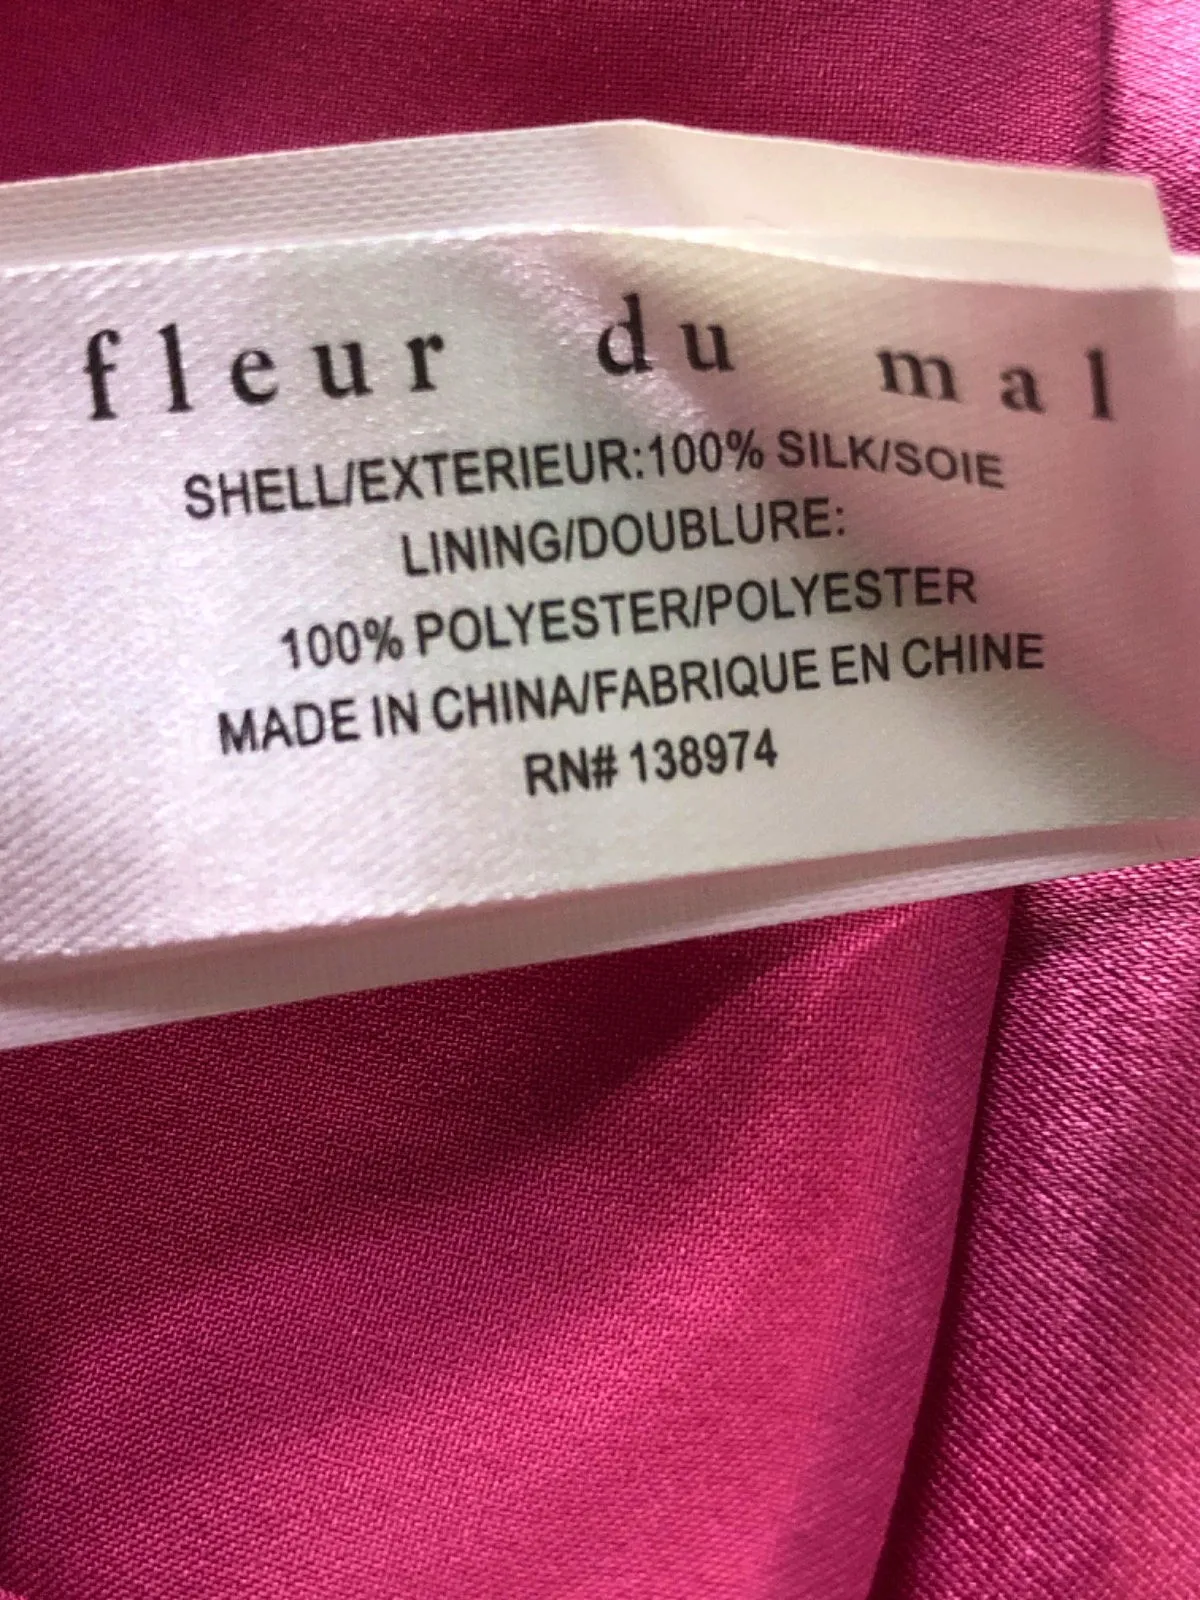 fleur du mal
SHELL/EXTERIEUR:100% SILK/SOIE
LINING/DOUBLURE:
100% POLYESTER/POLYESTER
MADE IN CHINA/FABRIQUE EN CHINE
RN# 138974